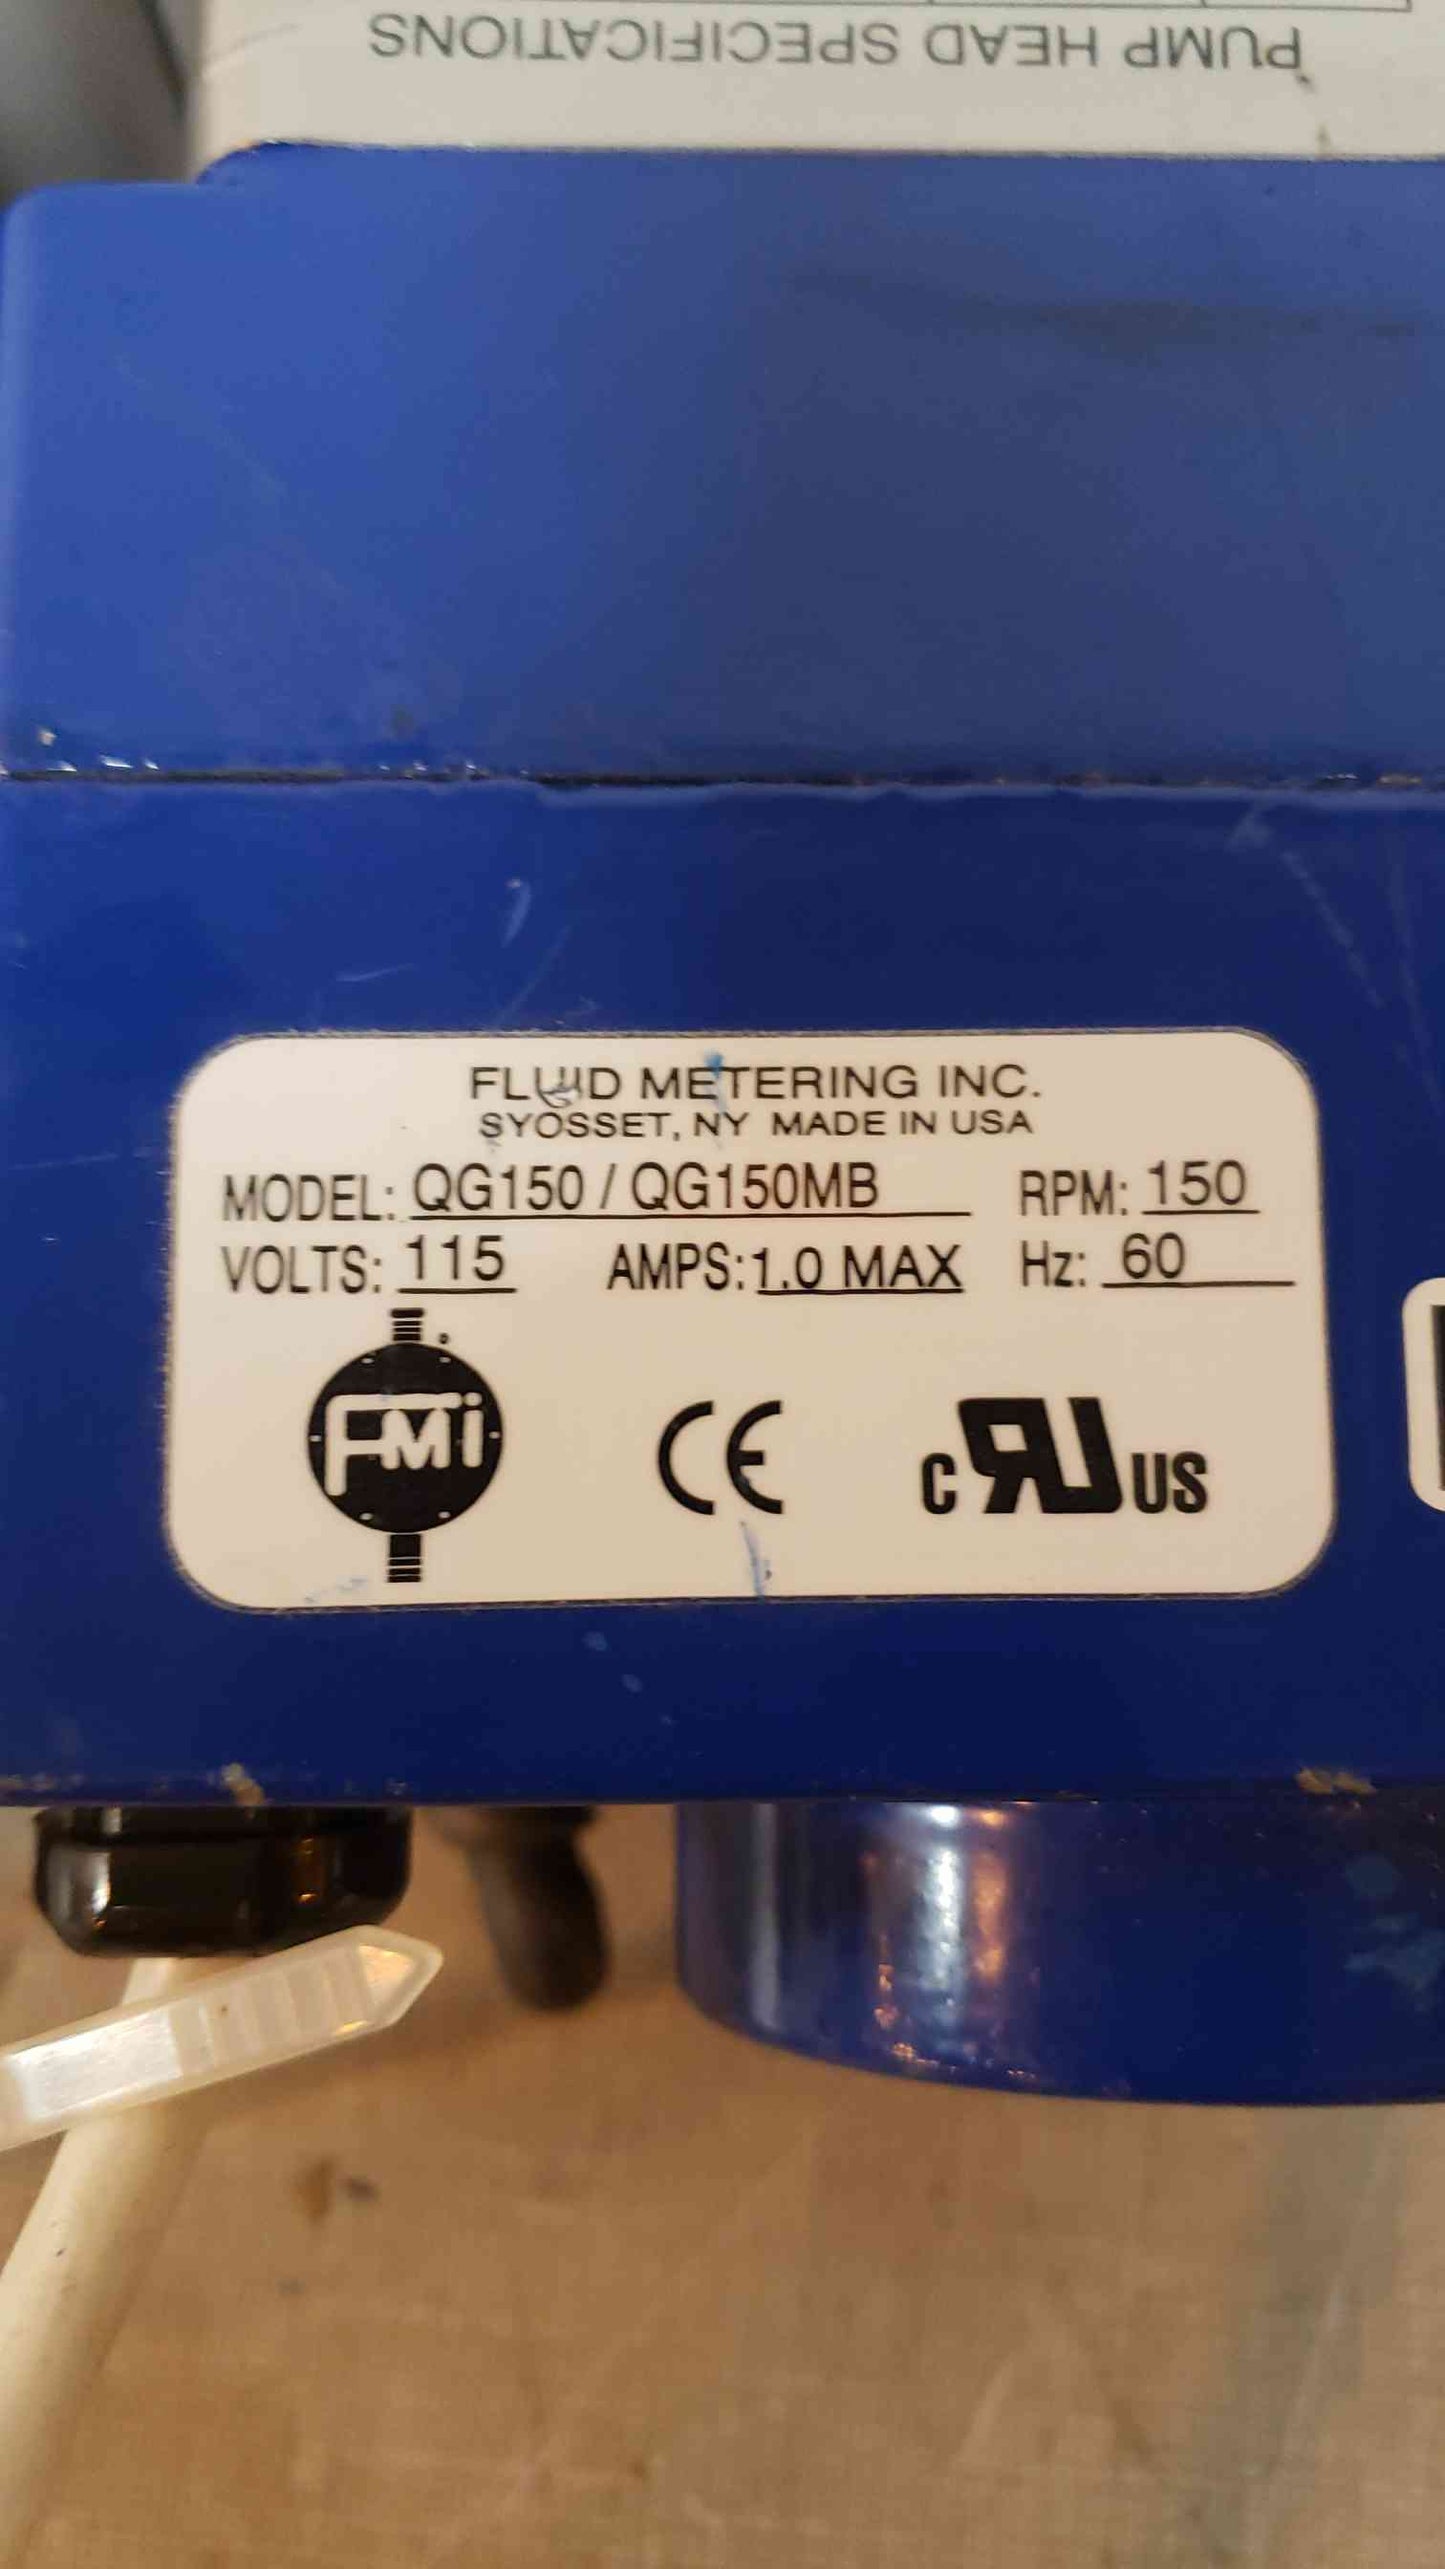 PUMP HEAD SPECIFICATIONS
FLUID METERING INC.
SYOSSET, NY MADE IN USA
MODEL: QG150 / QG150MB RPM: 150
VOLTS: 115 AMPS: 1.0 MAX Hz: 60
FMi CE c RU US